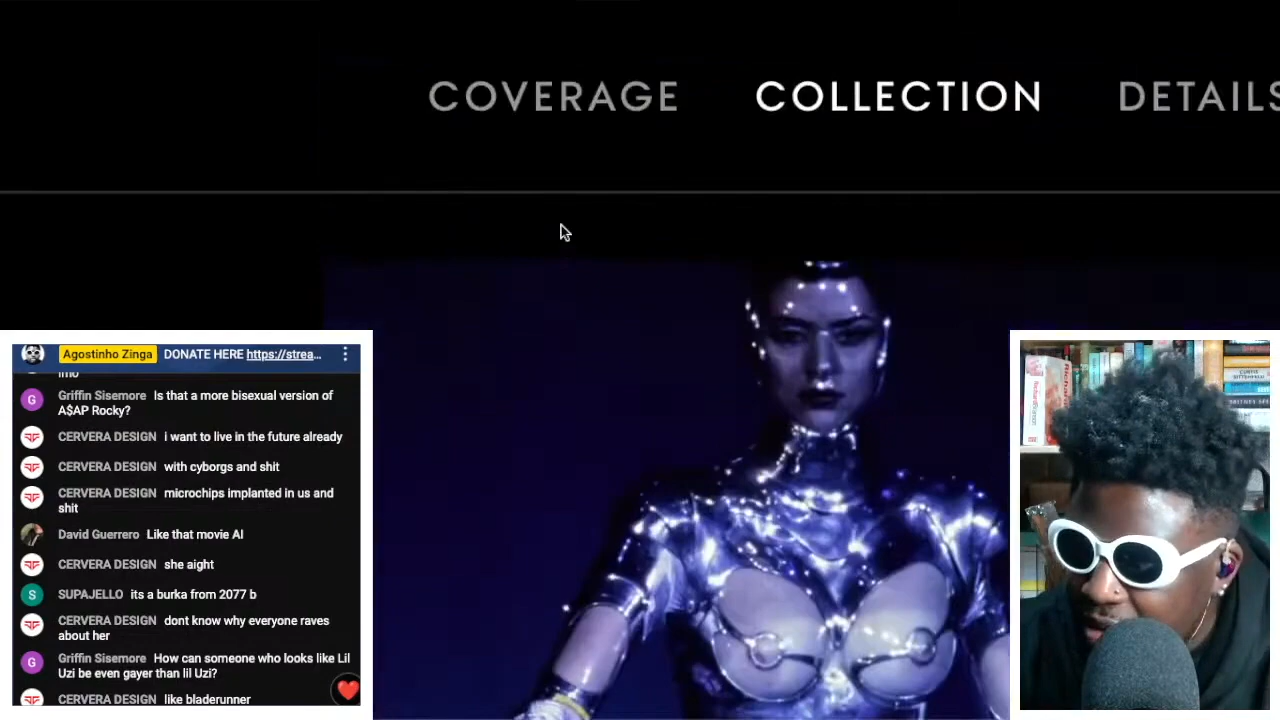 COVERAGE COLLECTION DETAILS
Agostinho Zinga DONATE HERE https://strea...
imo
Griffin Sisemore Is that a more bisexual version of
A$AP Rocky?
CERVERA DESIGN i want to live in the future already
CERVERA DESIGN with cyborgs and shit
CERVERA DESIGN microchips implanted in us and
shit
David Guerrero Like that movie AI
CERVERA DESIGN she aight
S
SUPAJELLO its a burka from 2077 b
CERVERA DESIGN dont know why everyone raves
about her
G
Griffin Sisemore How can someone who looks like Lil
Uzi be even gayer than lil Uzi?
CERVERA DESIGN like bladerunner